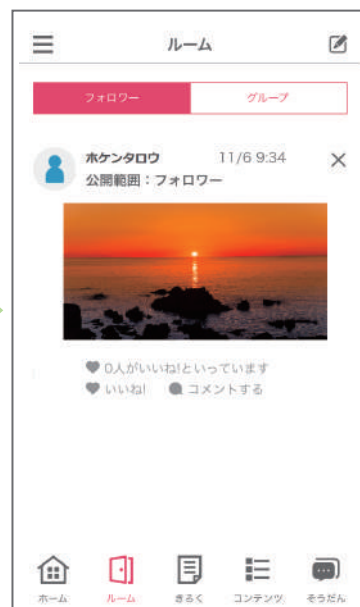 ルーム
フォロワー
グループ
ホケンタロウ 11/6 9:34
公開範囲：フォロワー
0人がいいね!といっています
いいね! コメントする
ホーム ルーム きろく コンテンツ そうだん